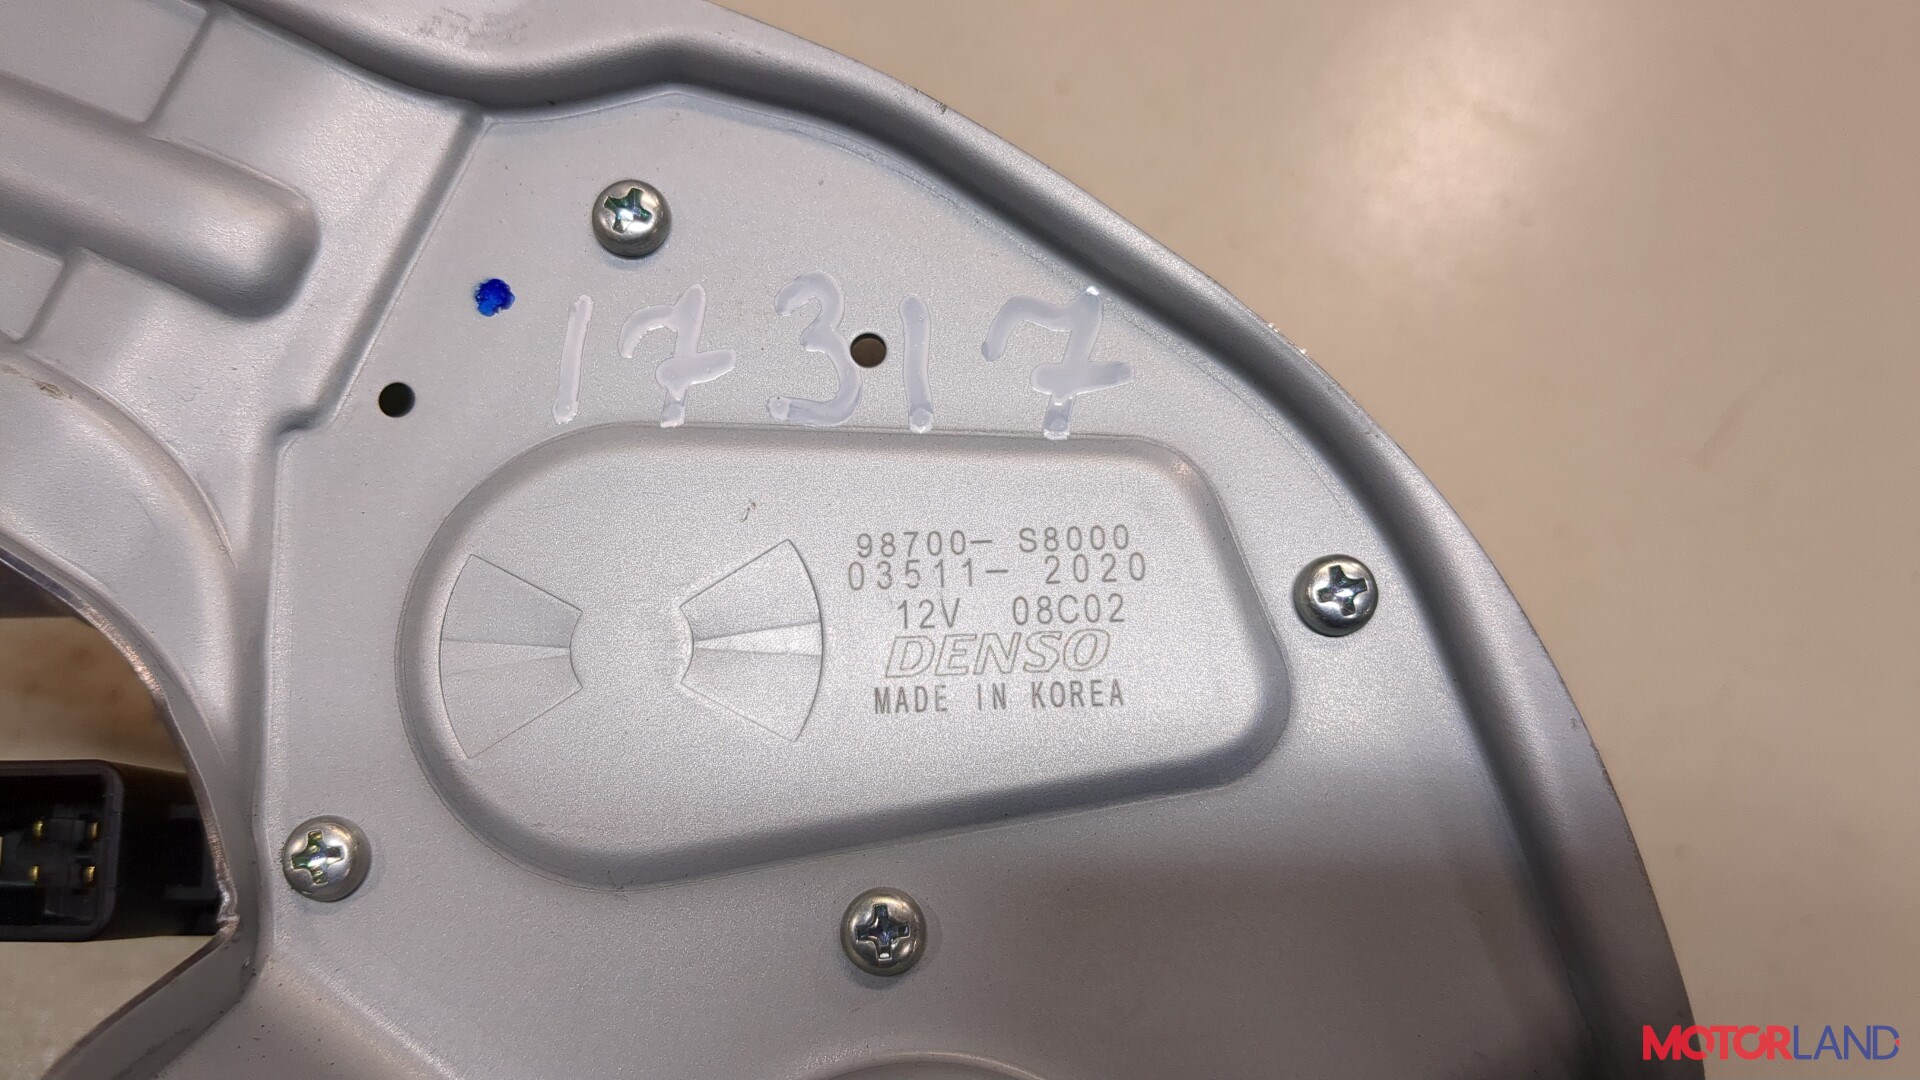 17317
98700- S8000
03511- 2020
12V 08C02
DENSO
MADE IN KOREA
MOTORLAND